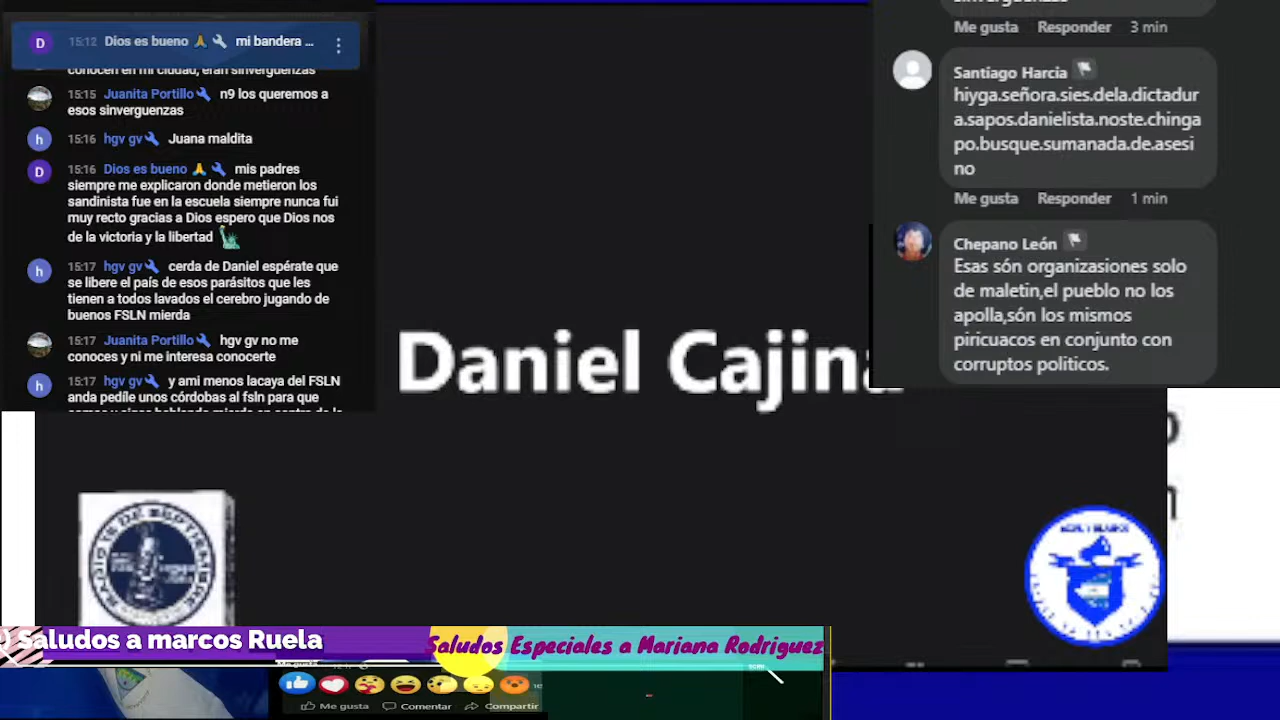 15:12 Dios es bueno 🙏 mi bandera ...
conocen en mi ciudad, eran sinverguenzas
15:15 Juanita Portillo n9 los queremos a
esos sinverguenzas
15:16 hgv gv Juana maldita
15:16 Dios es bueno 🙏 mis padres
siempre me explicaron donde metieron los
sandinista fue en la escuela siempre nunca fui
muy recto gracias a Dios espero que Dios nos
de la victoria y la libertad 🗽
15:17 hgv gv cerda de Daniel espérate que
se libere el país de esos parásitos que les
tienen a todos lavados el cerebro jugando de
buenos FSLN mierda
15:17 Juanita Portillo hgv gv no me
conoces y ni me interesa conocerte
15:17 hgv gv y ami menos lacaya del FSLN
anda pedile unos córdobas al fsln para que
Me gusta Responder 3 min
Santiago Harcia
hiyga.señora.sies.dela.dictadur
a.sapos.danielista.noste.chinga
po.busque.sumanada.de.asesi
no
Me gusta Responder 1 min
Chepano León
Esas són organizasiones solo
de maletin,el pueblo no los
apolla,són los mismos
piricuacos en conjunto con
corruptos politicos.
Daniel Cajina
Saludos a marcos Ruela
Saludos Especiales a Mariana Rodriguez
Me gusta Comentar Compartir